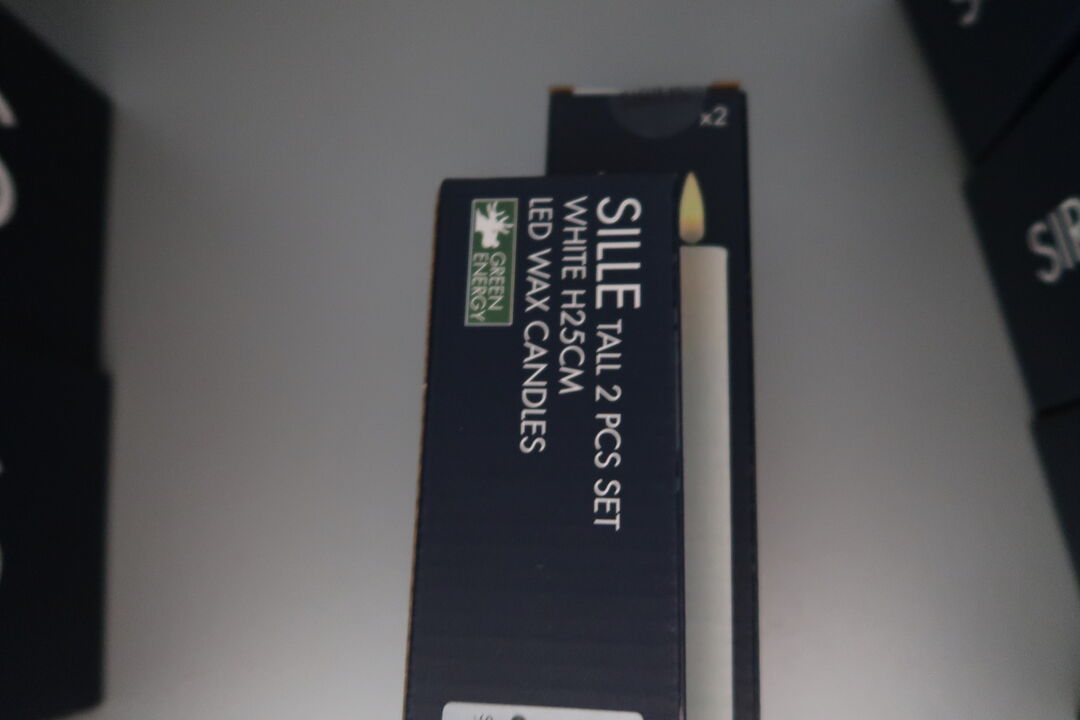 x2
SILLE TALL 2 PCS SET
WHITE H25CM
LED WAX CANDLES
GREEN
ENERGY